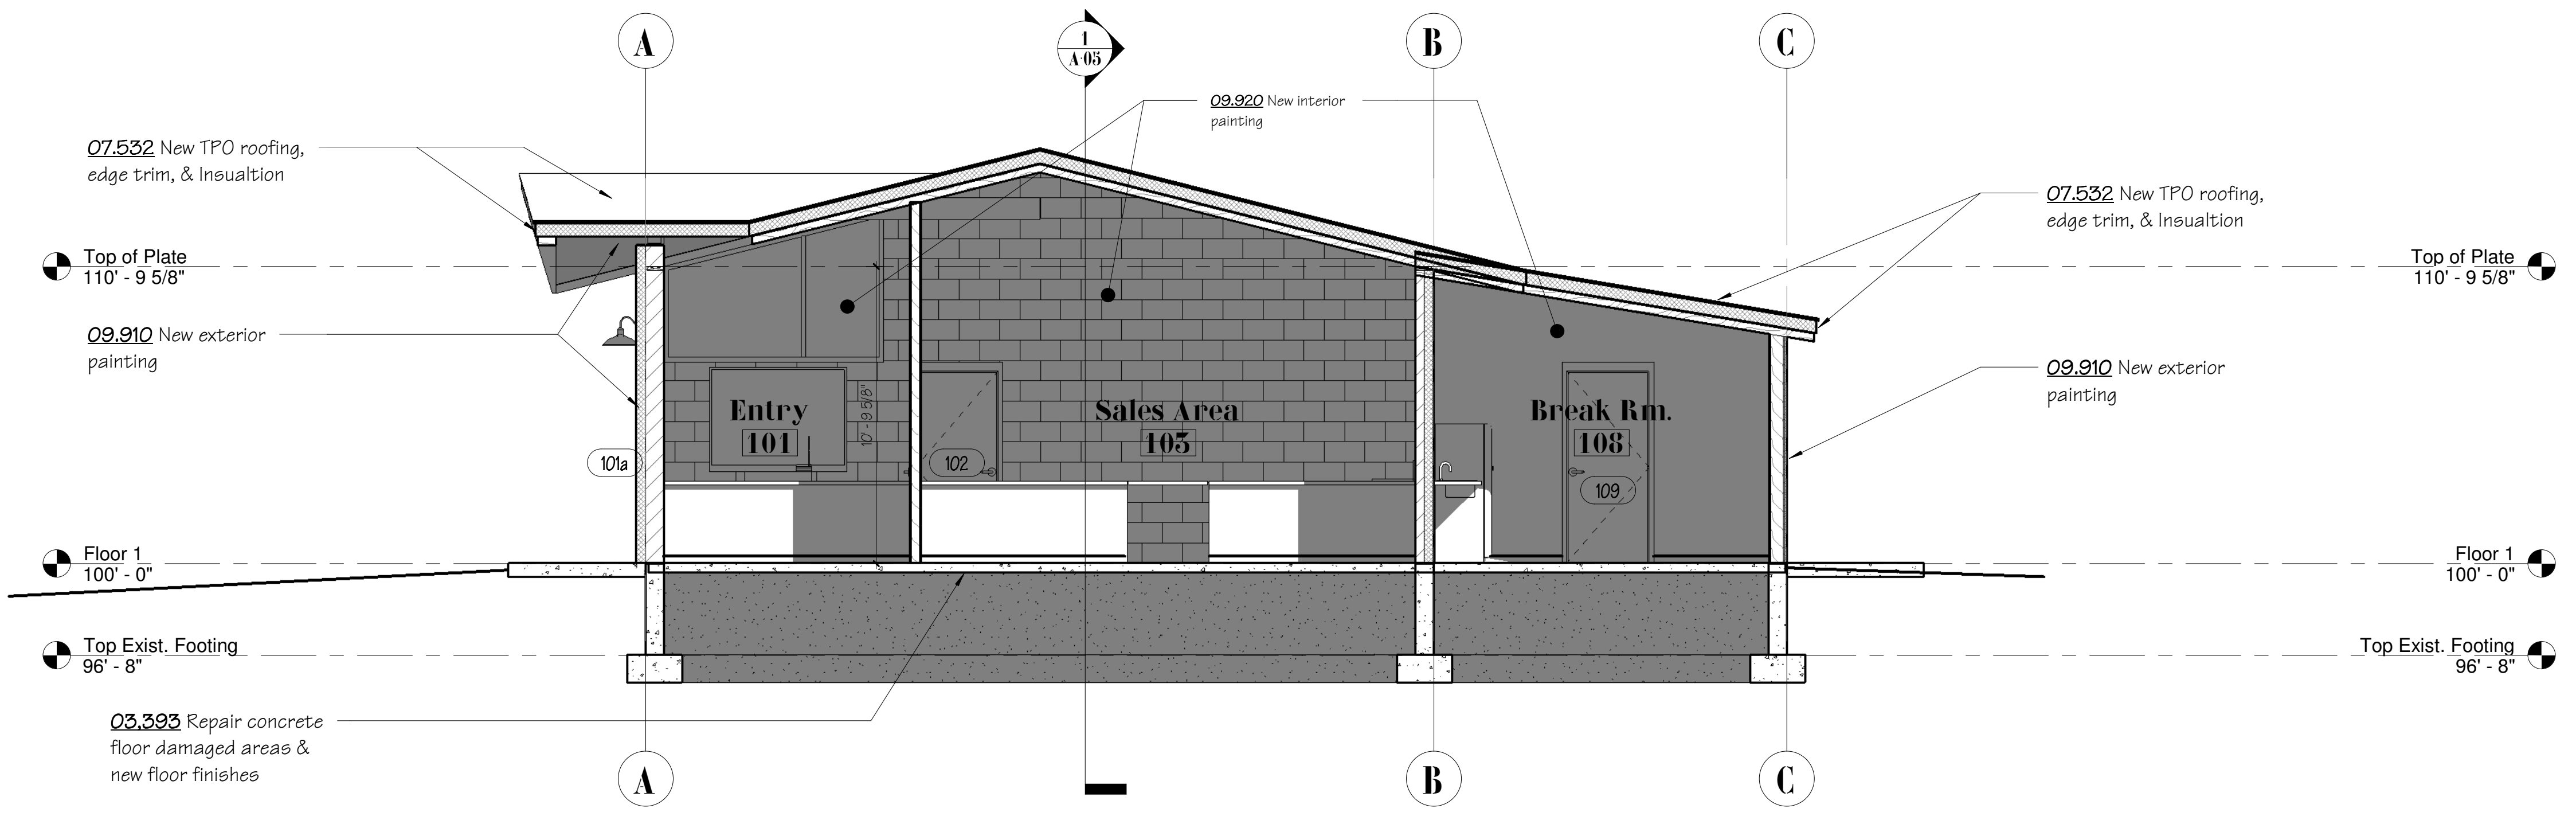 A
1
A-05
B
C
09.920 New interior
painting
07.532 New TPO roofing,
edge trim, & Insualtion
07.532 New TPO roofing,
edge trim, & Insualtion
Top of Plate
110' - 9 5/8"
Top of Plate
110' - 9 5/8"
09.910 New exterior
painting
09.910 New exterior
painting
10' - 9 5/8"
Entry
101
Sales Area
103
Break Rm.
108
101a
102
109
Floor 1
100' - 0"
Floor 1
100' - 0"
Top Exist. Footing
96' - 8"
Top Exist. Footing
96' - 8"
03.393 Repair concrete
floor damaged areas &
new floor finishes
A
B
C